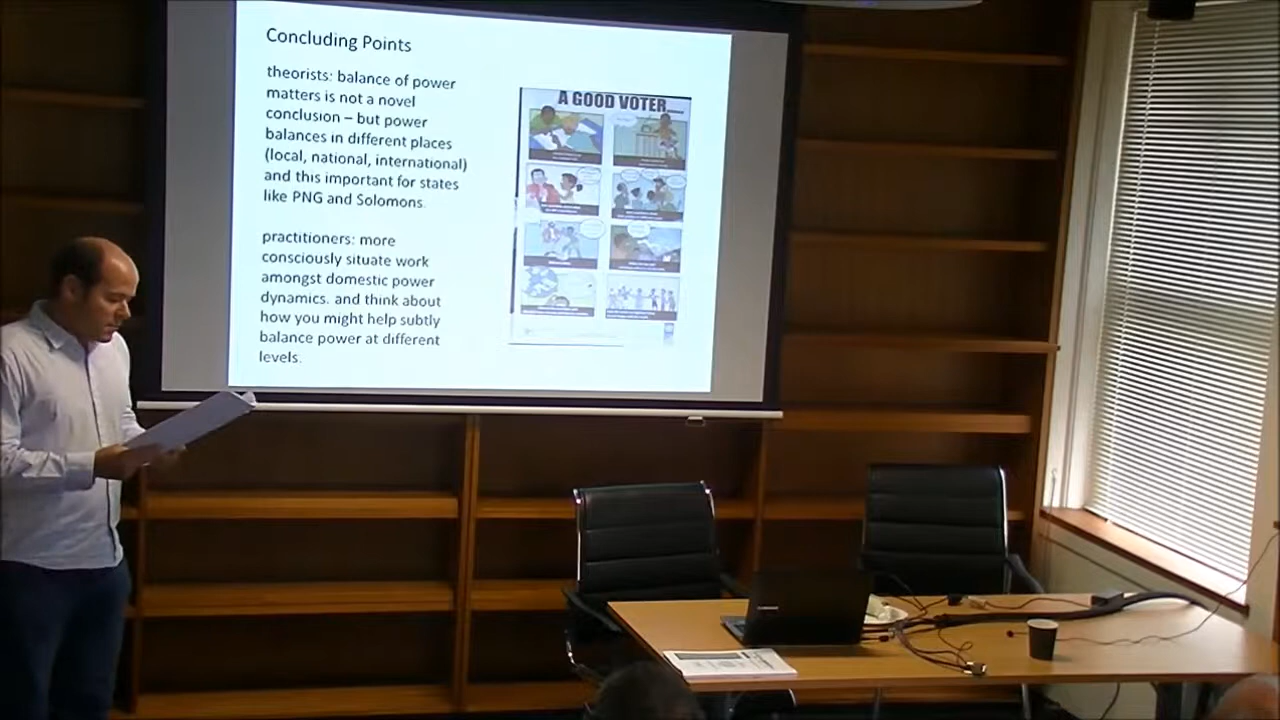 Concluding Points
theorists: balance of power
matters is not a novel
conclusion – but power
balances in different places
(local, national, international)
and this important for states
like PNG and Solomons.
practitioners: more
consciously situate work
amongst domestic power
dynamics. and think about
how you might help subtly
balance power at different
levels.
A GOOD VOTER......